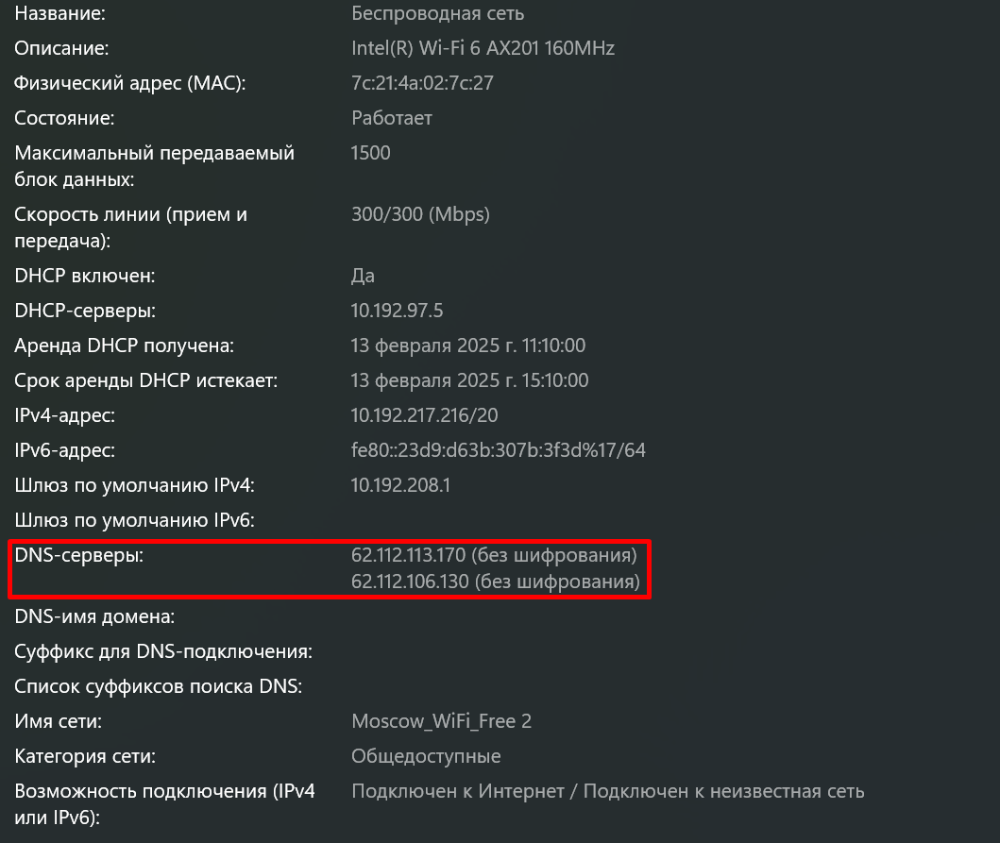 Название: Беспроводная сеть
Описание: Intel(R) Wi-Fi 6 AX201 160MHz
Физический адрес (MAC): 7c:21:4a:02:7c:27
Состояние: Работает
Максимальный передаваемый 1500
блок данных:
Скорость линии (прием и 300/300 (Mbps)
передача):
DHCP включен: Да
DHCP-серверы: 10.192.97.5
Аренда DHCP получена: 13 февраля 2025 г. 11:10:00
Срок аренды DHCP истекает: 13 февраля 2025 г. 15:10:00
IPv4-адрес: 10.192.217.216/20
IPv6-адрес: fe80::23d9:d63b:307b:3f3d%17/64
Шлюз по умолчанию IPv4: 10.192.208.1
Шлюз по умолчанию IPv6:
DNS-серверы: 62.112.113.170 (без шифрования)
62.112.106.130 (без шифрования)
DNS-имя домена:
Суффикс для DNS-подключения:
Список суффиксов поиска DNS:
Имя сети: Moscow_WiFi_Free 2
Категория сети: Общедоступные
Возможность подключения (IPv4 Подключен к Интернет / Подключен к неизвестная сеть
или IPv6):